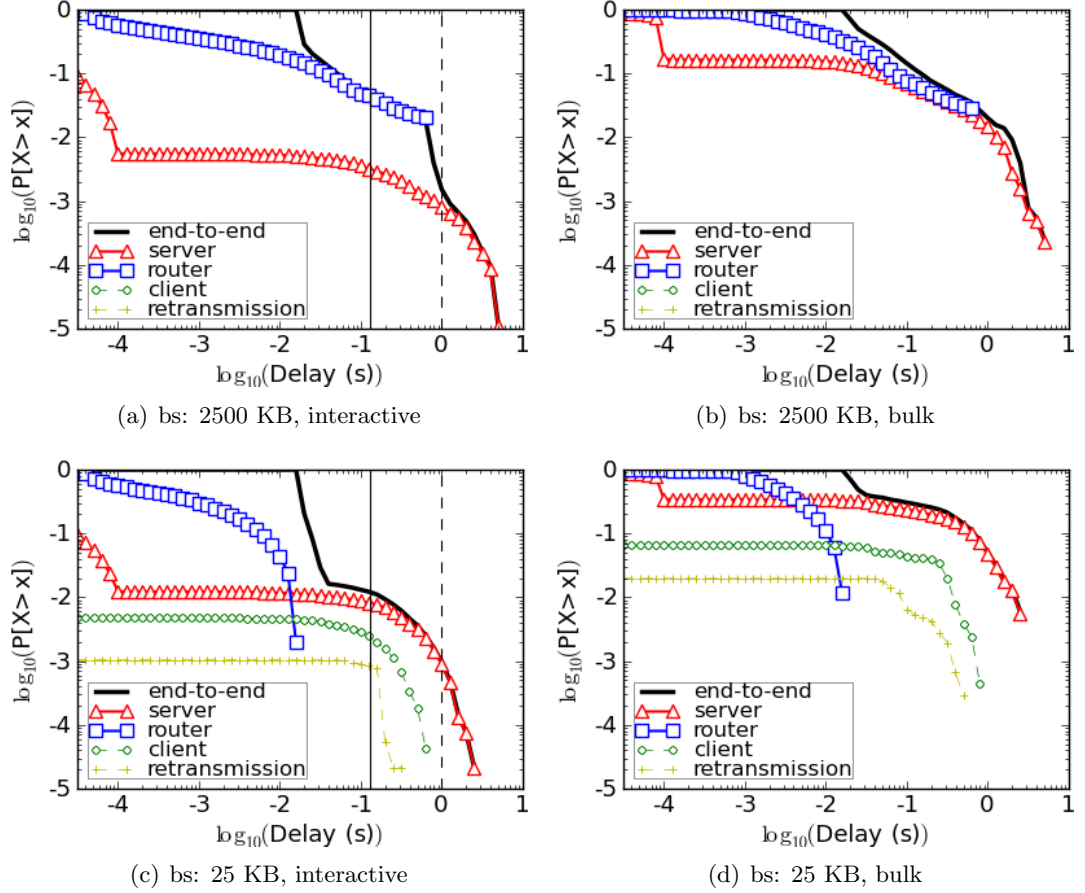 0
-1
-2
-3
-4
-5
log₁₀(P[X> x])
end-to-end
server
router
client
retransmission
-4 -3 -2 -1 0 1
log₁₀(Delay (s))
(a) bs: 2500 KB, interactive
0
-1
-2
-3
-4
-5
log₁₀(P[X> x])
end-to-end
server
router
client
retransmission
-4 -3 -2 -1 0 1
log₁₀(Delay (s))
(b) bs: 2500 KB, bulk
0
-1
-2
-3
-4
-5
log₁₀(P[X> x])
end-to-end
server
router
client
retransmission
-4 -3 -2 -1 0 1
log₁₀(Delay (s))
(c) bs: 25 KB, interactive
0
-1
-2
-3
-4
-5
log₁₀(P[X> x])
end-to-end
server
router
client
retransmission
-4 -3 -2 -1 0 1
log₁₀(Delay (s))
(d) bs: 25 KB, bulk